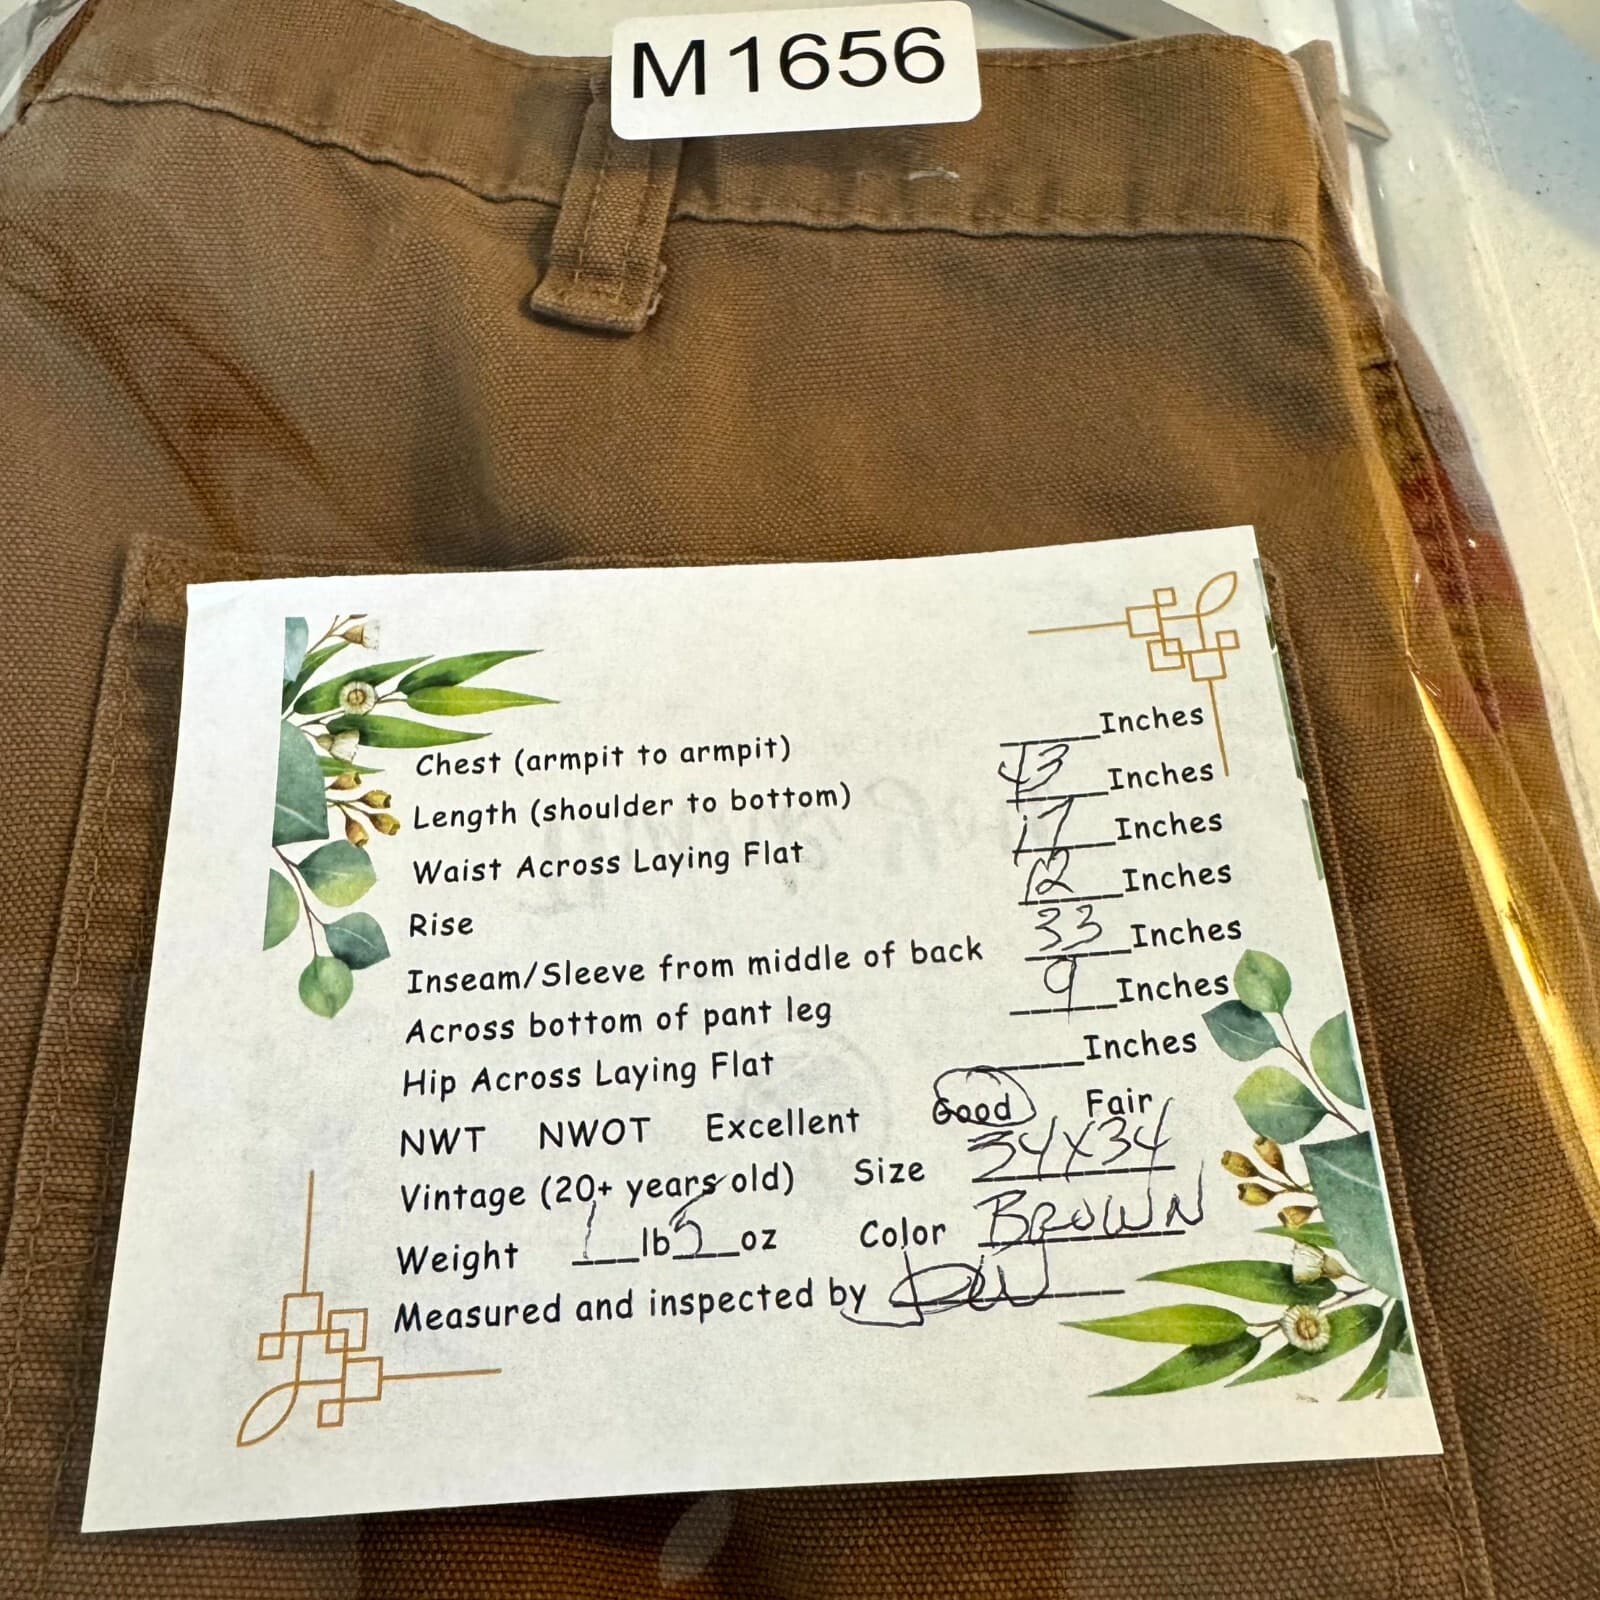 M1656
Chest (armpit to armpit) ____Inches
Length (shoulder to bottom) 43 Inches
Waist Across Laying Flat 17 Inches
Rise 12 Inches
Inseam/Sleeve from middle of back 33 Inches
Across bottom of pant leg 9 Inches
Hip Across Laying Flat ____Inches
NWT NWOT Excellent Good Fair
Vintage (20+ years old) Size 34X34
Weight 1 lb 5 oz Color BROWN
Measured and inspected by